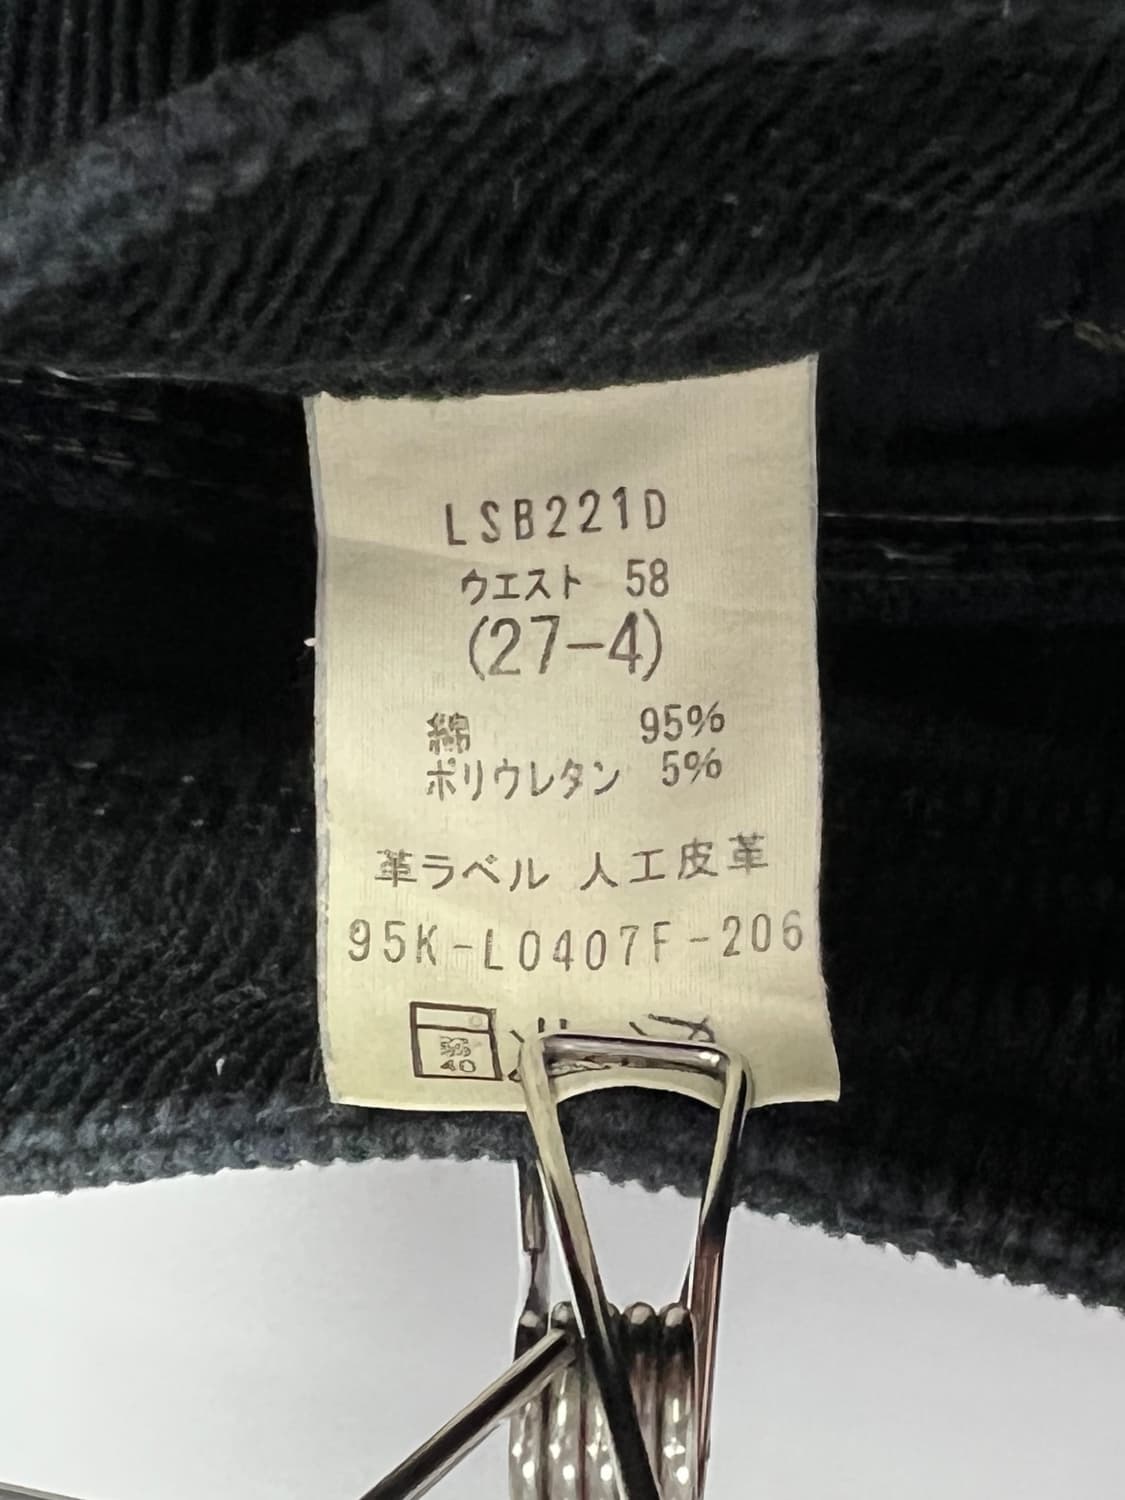 LSB221D
ウエスト 58
(27-4)
綿 95%
ポリウレタン 5%
革ラベル 人工皮革
95K-L0407F-206
40